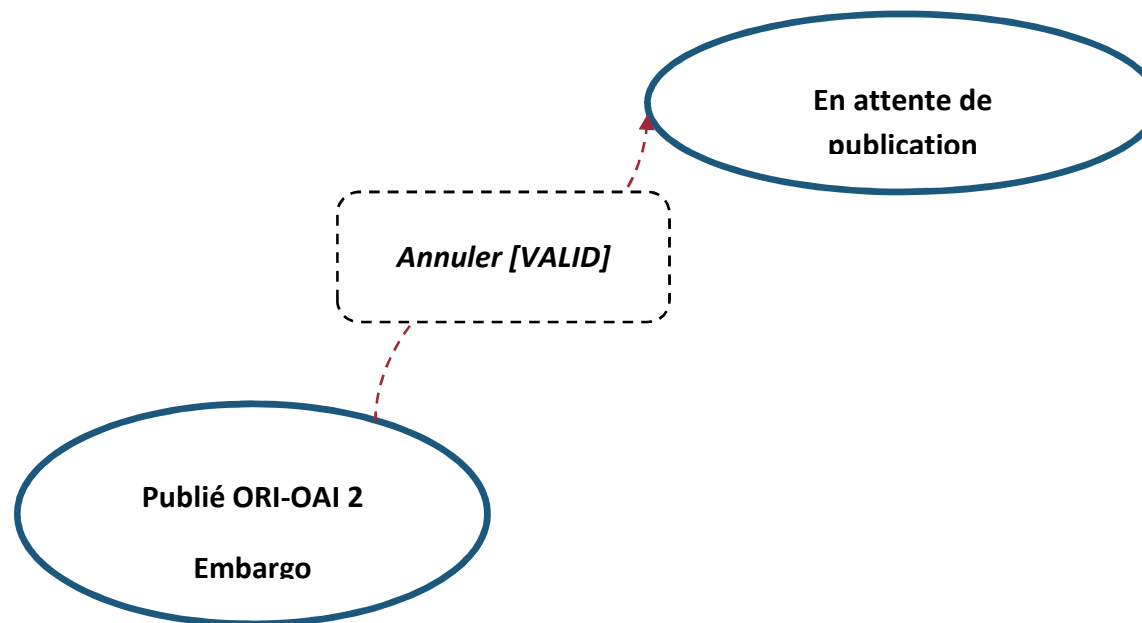 En attente de
publication
Annuler [VALID]
Publié ORI-OAI 2
Embargo